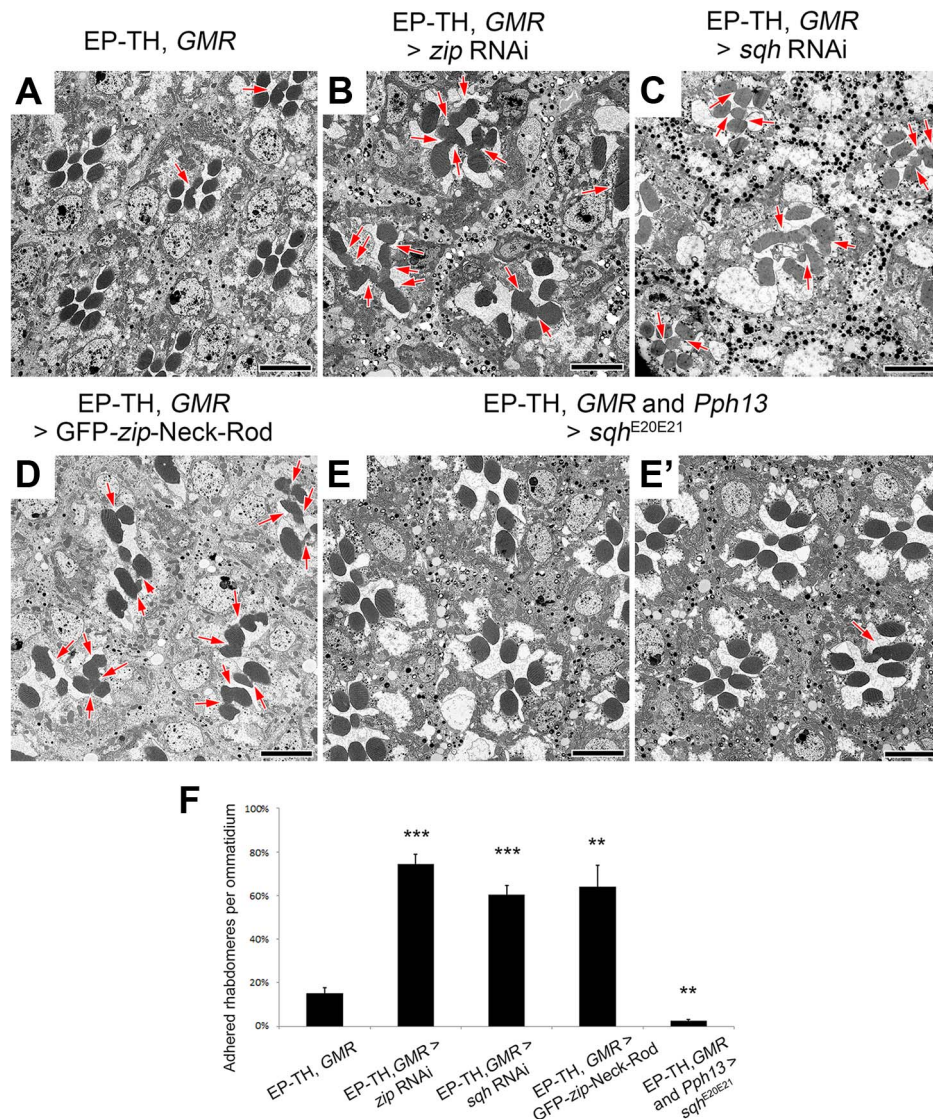 EP-TH, GMR
EP-TH, GMR
> zip RNAi
EP-TH, GMR
> sqh RNAi
A
B
C
EP-TH, GMR
> GFP-zip-Neck-Rod
EP-TH, GMR and Pph13
> sqhE20E21
D
E
E’
F
Adhered rhabdomeres per ommatidium
100%
80%
60%
40%
20%
0%
***
***
**
**
EP-TH, GMR
EP-TH,GMR >
zip RNAi
EP-TH, GMR >
sqh RNAi
EP-TH, GMR >
GFP-zip-Neck-Rod
EP-TH,GMR
and Pph13 >
sqhE20E21